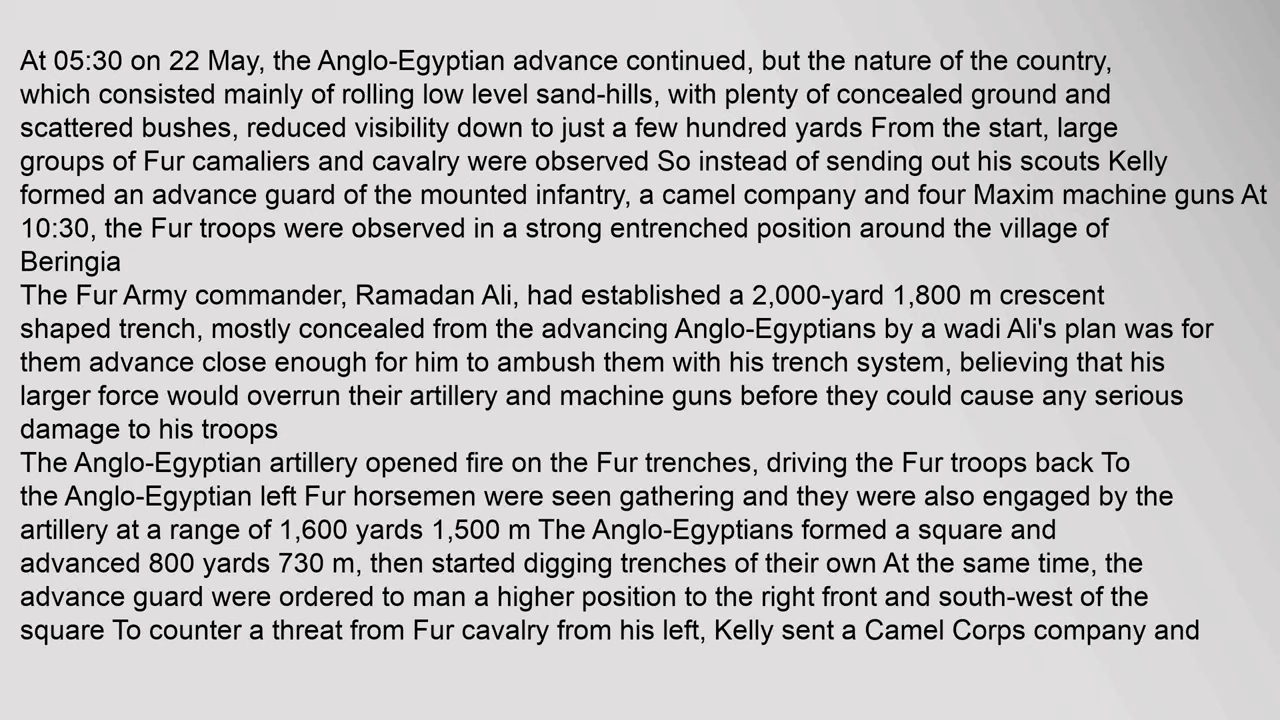 At 05:30 on 22 May, the Anglo-Egyptian advance continued, but the nature of the country,
which consisted mainly of rolling low level sand-hills, with plenty of concealed ground and
scattered bushes, reduced visibility down to just a few hundred yards From the start, large
groups of Fur camaliers and cavalry were observed So instead of sending out his scouts Kelly
formed an advance guard of the mounted infantry, a camel company and four Maxim machine guns At
10:30, the Fur troops were observed in a strong entrenched position around the village of
Beringia
The Fur Army commander, Ramadan Ali, had established a 2,000-yard 1,800 m crescent
shaped trench, mostly concealed from the advancing Anglo-Egyptians by a wadi Ali's plan was for
them advance close enough for him to ambush them with his trench system, believing that his
larger force would overrun their artillery and machine guns before they could cause any serious
damage to his troops
The Anglo-Egyptian artillery opened fire on the Fur trenches, driving the Fur troops back To
the Anglo-Egyptian left Fur horsemen were seen gathering and they were also engaged by the
artillery at a range of 1,600 yards 1,500 m The Anglo-Egyptians formed a square and
advanced 800 yards 730 m, then started digging trenches of their own At the same time, the
advance guard were ordered to man a higher position to the right front and south-west of the
square To counter a threat from Fur cavalry from his left, Kelly sent a Camel Corps company and